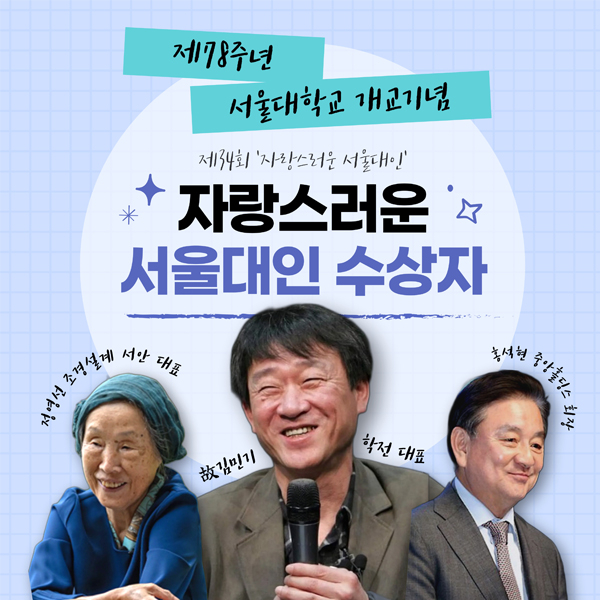 제78주년
서울대학교 개교기념
제34회 '자랑스러운 서울대인'
자랑스러운
서울대인 수상자
정영선 조경설계 서안 대표
故김민기
학전 대표
홍석현 중앙홀딩스 회장